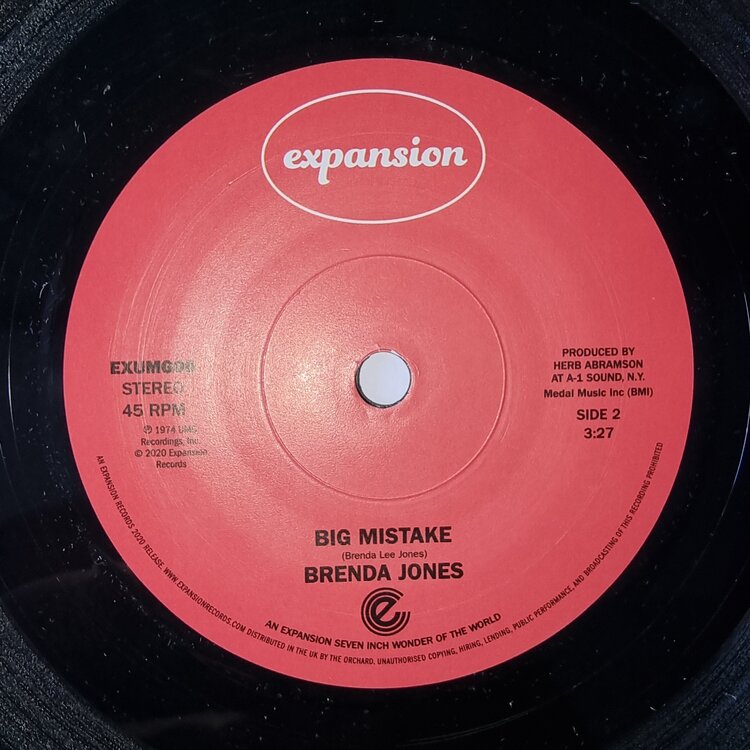 expansion
STEREO
45 RPM
℗ 1974 UMG
Recordings, Inc.
© 2020 Expansion
Records
PRODUCED BY
HERB ABRAMSON
AT A-1 SOUND, N.Y.
Medal Music Inc (BMI)
SIDE 2
3:27
BIG MISTAKE
(Brenda Lee Jones)
BRENDA JONES
AN EXPANSION SEVEN INCH WONDER OF THE WORLD
AN EXPANSION RECORDS 2020 RELEASE. WWW.EXPANSIONRECORDS.COM DISTRIBUTED IN THE UK BY THE ORCHARD. UNAUTHORISED COPYING, HIRING, LENDING, PUBLIC PERFORMANCE, AND BROADCASTING OF THIS RECORDING PROHIBITED